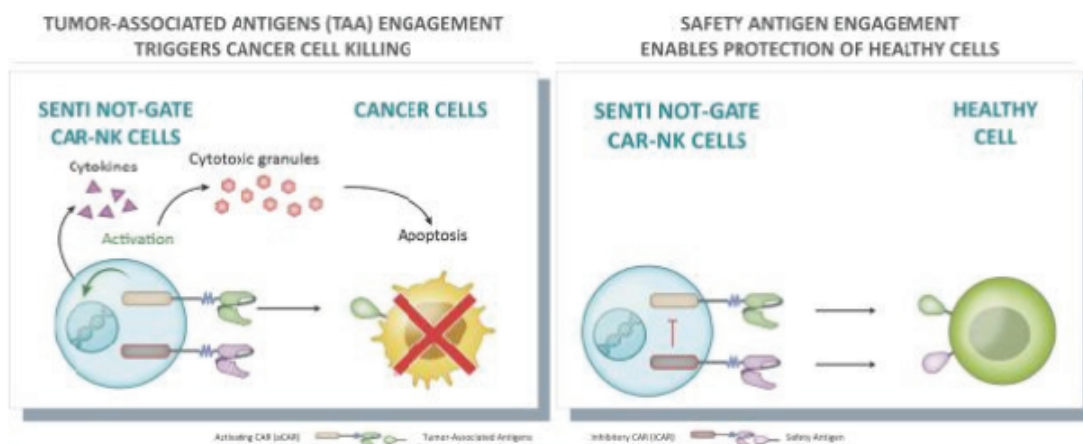 TUMOR-ASSOCIATED ANTIGENS (TAA) ENGAGEMENT
TRIGGERS CANCER CELL KILLING
SENTI NOT-GATE
CAR-NK CELLS
CANCER CELLS
Cytokines
Cytotoxic granules
Activation
Apoptosis
SAFETY ANTIGEN ENGAGEMENT
ENABLES PROTECTION OF HEALTHY CELLS
SENTI NOT-GATE
CAR-NK CELLS
HEALTHY
CELL
Activating CAR (aCAR)
Tumor-Associated Antigens
Inhibitory CAR (iCAR)
Safety Antigen